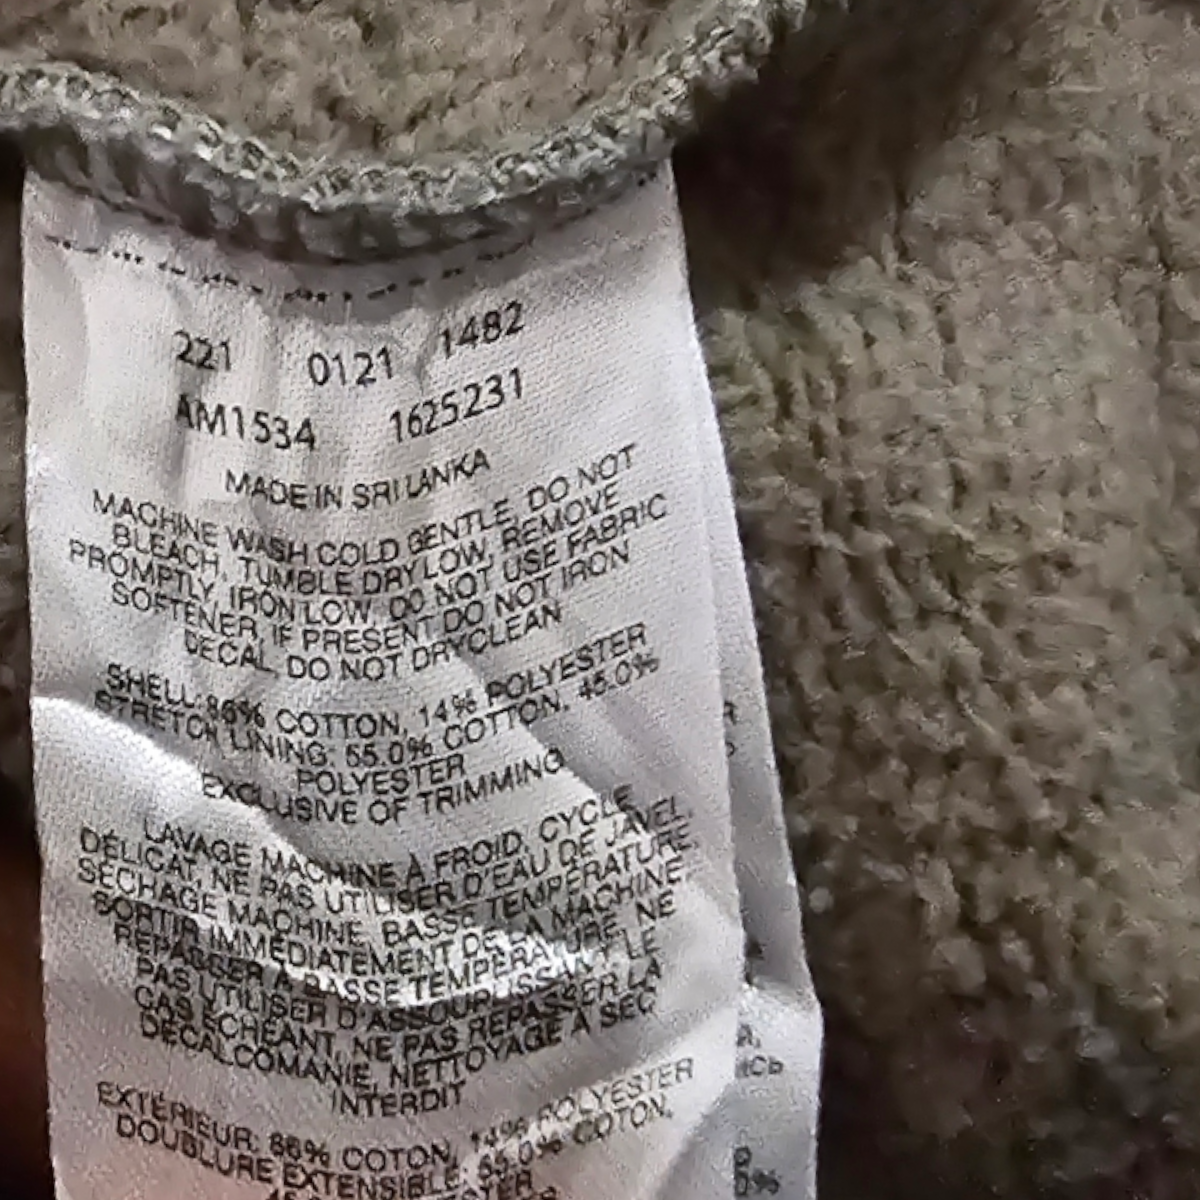 221 0121 1482
AM1534 1625231
MADE IN SRI LANKA
MACHINE WASH COLD GENTLE, DO NOT
BLEACH, TUMBLE DRY LOW, REMOVE
PROMPTLY, IRON LOW, DO NOT USE FABRIC
SOFTENER, IF PRESENT DO NOT IRON
DECAL, DO NOT DRYCLEAN
SHELL: 86% COTTON, 14% POLYESTER
STRETCH LINING: 55.0% COTTON, 45.0%
POLYESTER
EXCLUSIVE OF TRIMMING
LAVAGE MACHINE À FROID, CYCLE
DÉLICAT, NE PAS UTILISER D'EAU DE JAVEL,
SÉCHAGE MACHINE, BASSE TEMPÉRATURE,
SORTIR IMMÉDIATEMENT DE LA MACHINE,
REPASSER À BASSE TEMPÉRATURE, NE
PAS UTILISER D'ASSOUPLISSANT, LE
CAS ÉCHÉANT, NE PAS REPASSER LA
DÉCALCOMANIE, NETTOYAGE À SEC
INTERDIT
EXTÉRIEUR: 86% COTON, 14% POLYESTER
DOUBLURE EXTENSIBLE: 55.0% COTON,